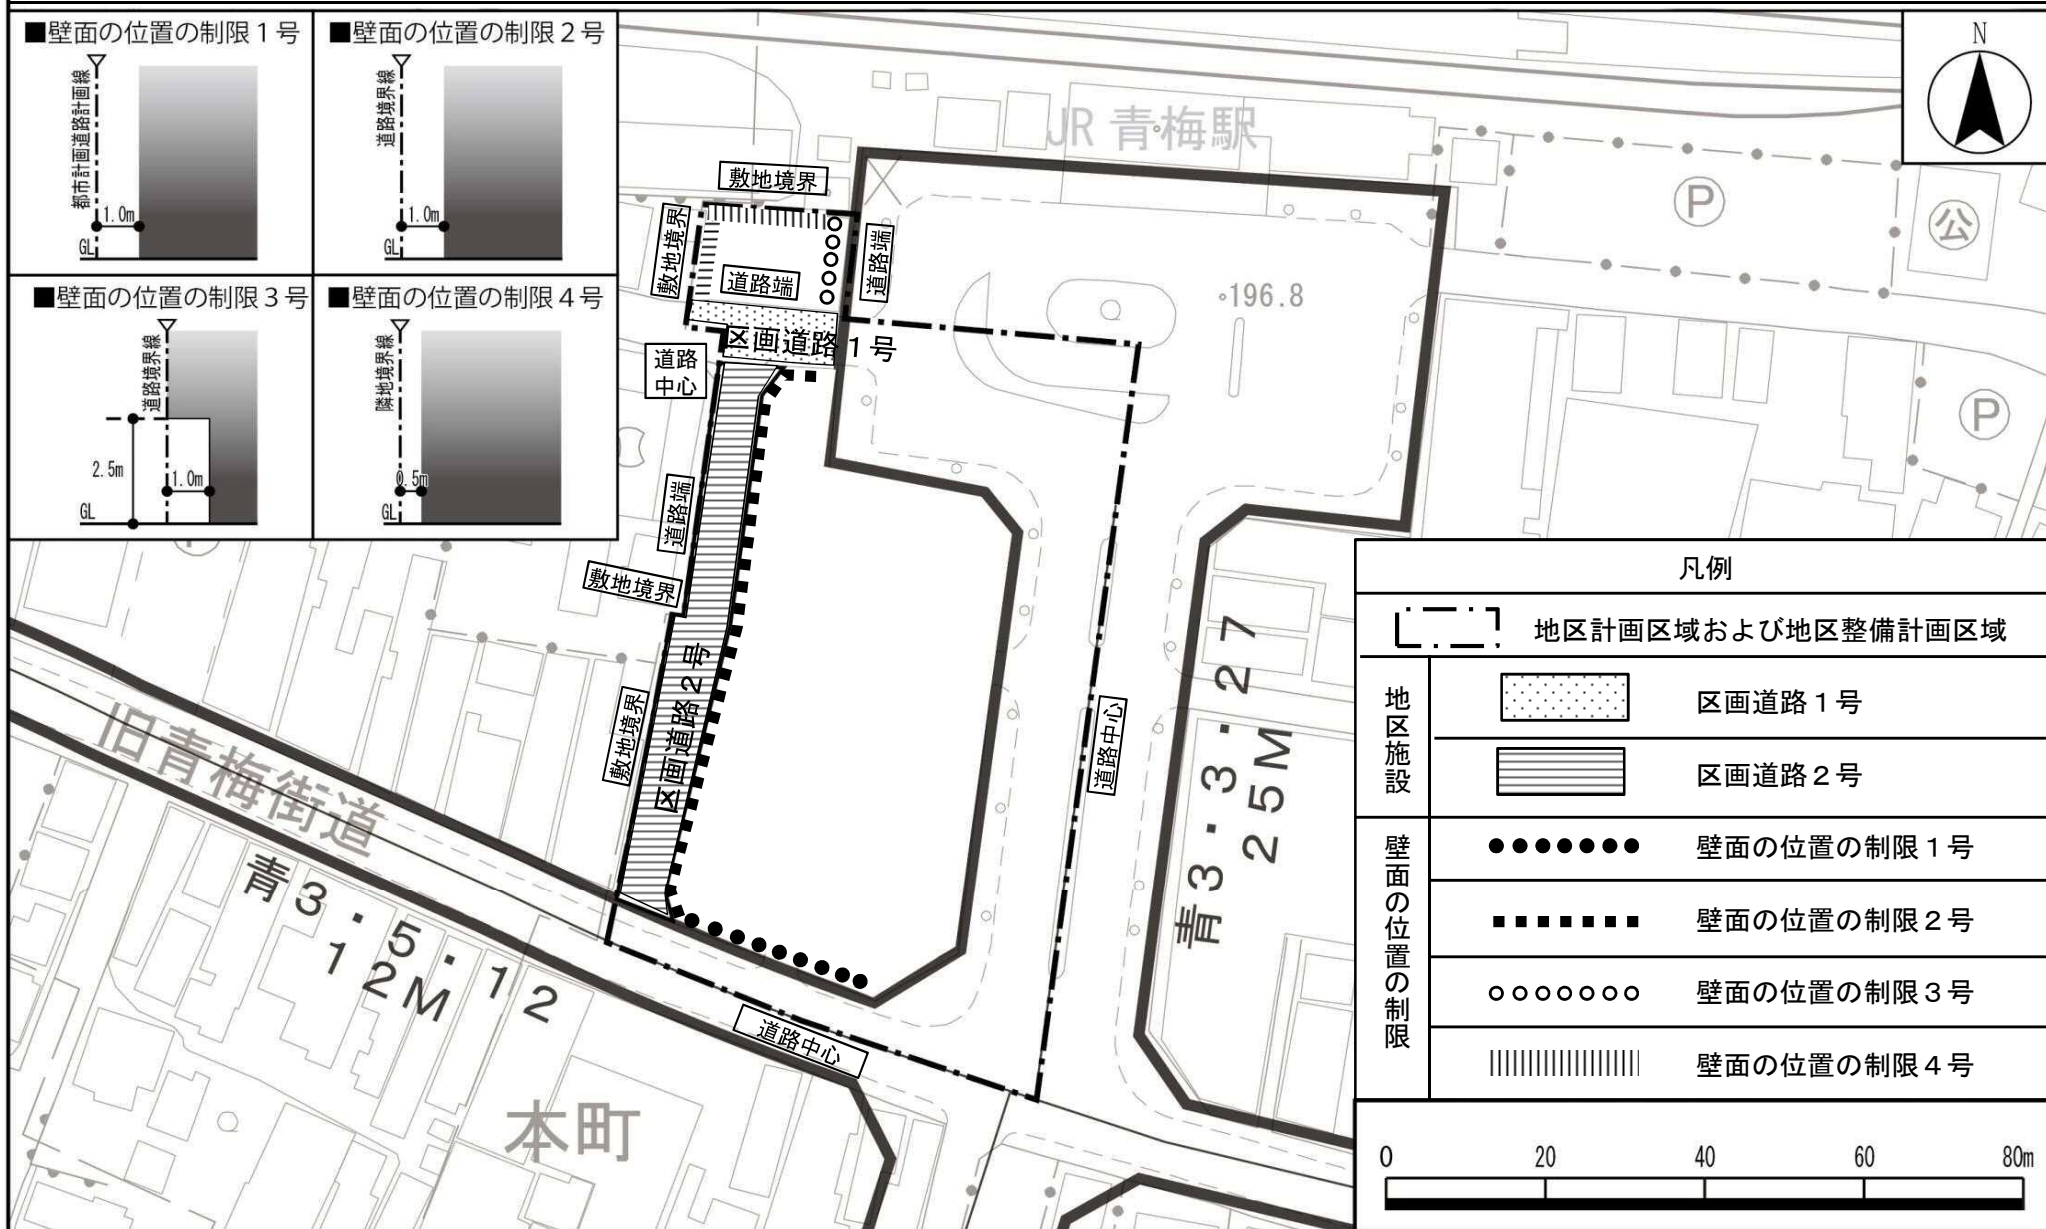 ■壁面の位置の制限１号
都市計画道路計画線
1.0m
GL
■壁面の位置の制限２号
道路境界線
1.0m
GL
■壁面の位置の制限３号
道路境界線
2.5m
1.0m
GL
■壁面の位置の制限４号
隣地境界線
0.5m
GL
N
JR 青梅駅
P
公
P
敷地境界
敷地境界
道路端
道路端
196.8
区画道路１号
道路
中心
道路端
敷地境界
敷地境界
区画道路２号
道路中心
青３・３・２７
２５Ｍ
旧青梅街道
青３・５・１２
１２Ｍ
道路中心
本町
凡例
地区計画区域および地区整備計画区域
地区施設
区画道路１号
区画道路２号
壁面の位置の制限
壁面の位置の制限１号
壁面の位置の制限２号
壁面の位置の制限３号
壁面の位置の制限４号
0 20 40 60 80m